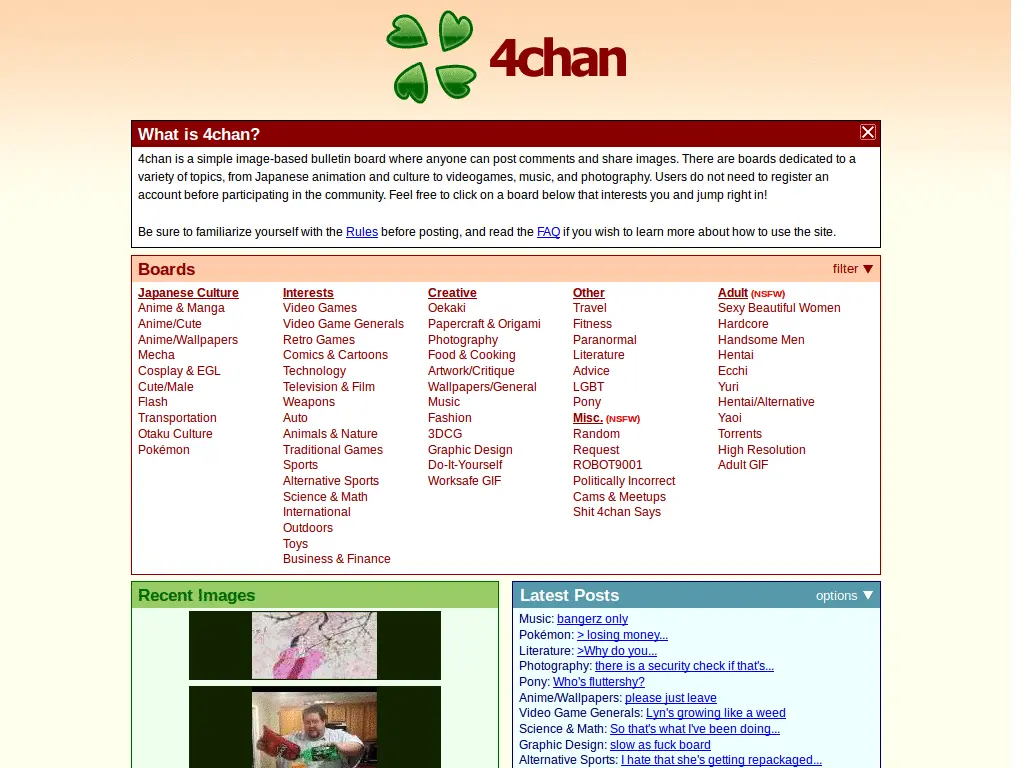 4chan
What is 4chan?
4chan is a simple image-based bulletin board where anyone can post comments and share images. There are boards dedicated to a
variety of topics, from Japanese animation and culture to videogames, music, and photography. Users do not need to register an
account before participating in the community. Feel free to click on a board below that interests you and jump right in!
Be sure to familiarize yourself with the Rules before posting, and read the FAQ if you wish to learn more about how to use the site.
Boards
filter ▼
Japanese Culture
Anime & Manga
Anime/Cute
Anime/Wallpapers
Mecha
Cosplay & EGL
Cute/Male
Flash
Transportation
Otaku Culture
Pokémon
Interests
Video Games
Video Game Generals
Retro Games
Comics & Cartoons
Technology
Television & Film
Weapons
Auto
Animals & Nature
Traditional Games
Sports
Alternative Sports
Science & Math
International
Outdoors
Toys
Business & Finance
Creative
Oekaki
Papercraft & Origami
Photography
Food & Cooking
Artwork/Critique
Wallpapers/General
Music
Fashion
3DCG
Graphic Design
Do-It-Yourself
Worksafe GIF
Other
Travel
Fitness
Paranormal
Literature
Advice
LGBT
Pony
Misc. (NSFW)
Random
Request
ROBOT9001
Politically Incorrect
Cams & Meetups
Shit 4chan Says
Adult (NSFW)
Sexy Beautiful Women
Hardcore
Handsome Men
Hentai
Ecchi
Yuri
Hentai/Alternative
Yaoi
Torrents
High Resolution
Adult GIF
Recent Images
Latest Posts
options ▼
Music: bangerz only
Pokémon: > losing money...
Literature: >Why do you...
Photography: there is a security check if that's...
Pony: Who's fluttershy?
Anime/Wallpapers: please just leave
Video Game Generals: Lyn's growing like a weed
Science & Math: So that's what I've been doing...
Graphic Design: slow as fuck board
Alternative Sports: I hate that she's getting repackaged...